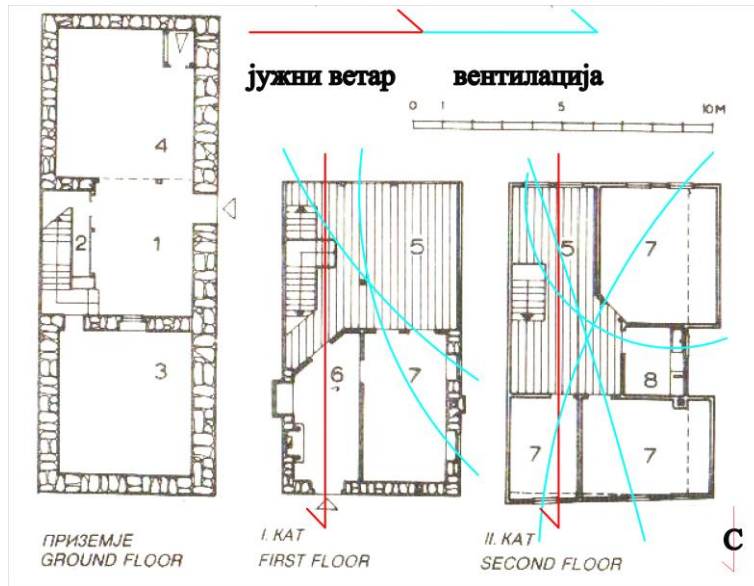 јужни ветар
вентилација
0 1 5 10 M
4
2
1
3
ПРИЗЕМЈЕ
GROUND FLOOR
5
6
7
I. КАТ
FIRST FLOOR
5
7
8
7
7
II. КАТ
SECOND FLOOR
С